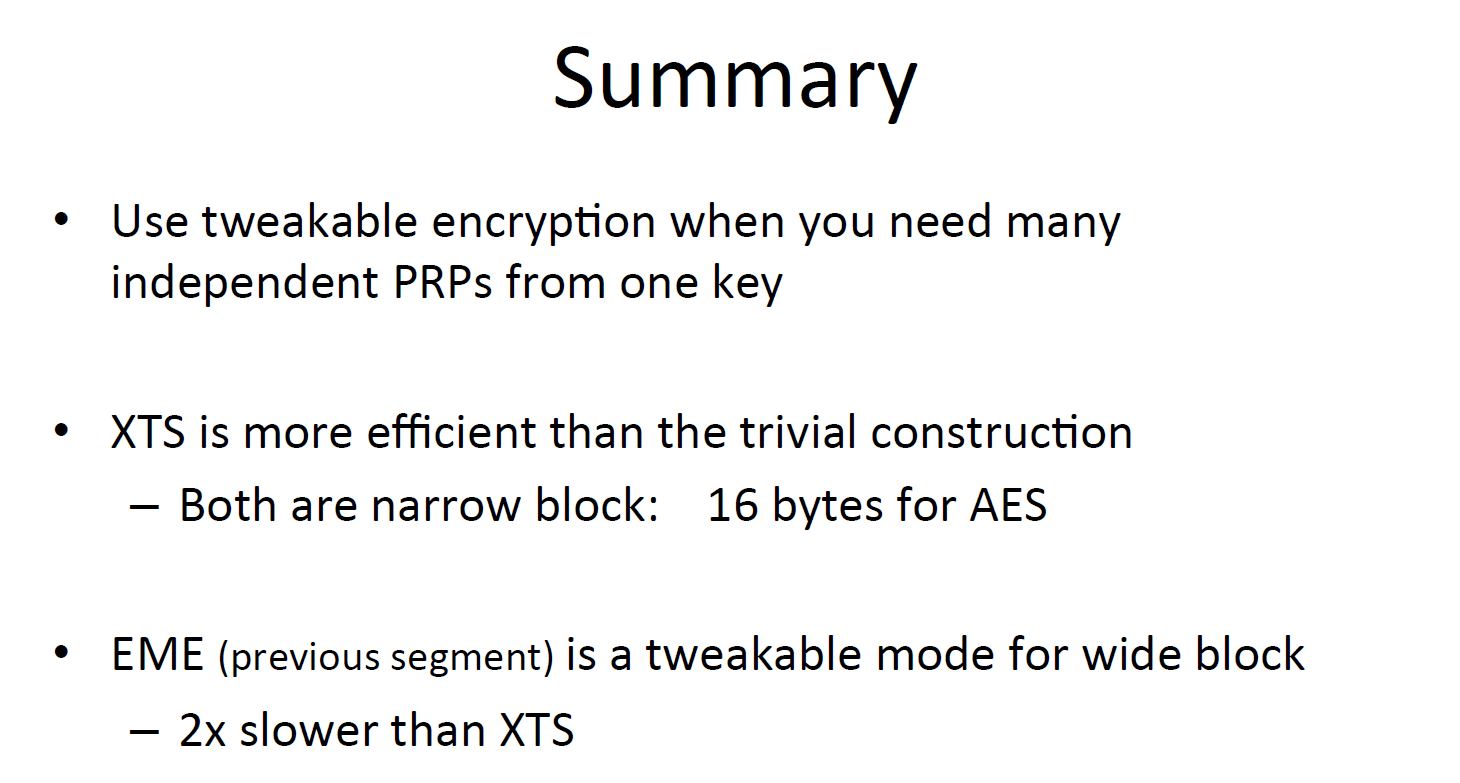 Summary
• Use tweakable encryption when you need many
independent PRPs from one key
• XTS is more efficient than the trivial construction
– Both are narrow block: 16 bytes for AES
• EME (previous segment) is a tweakable mode for wide block
– 2x slower than XTS